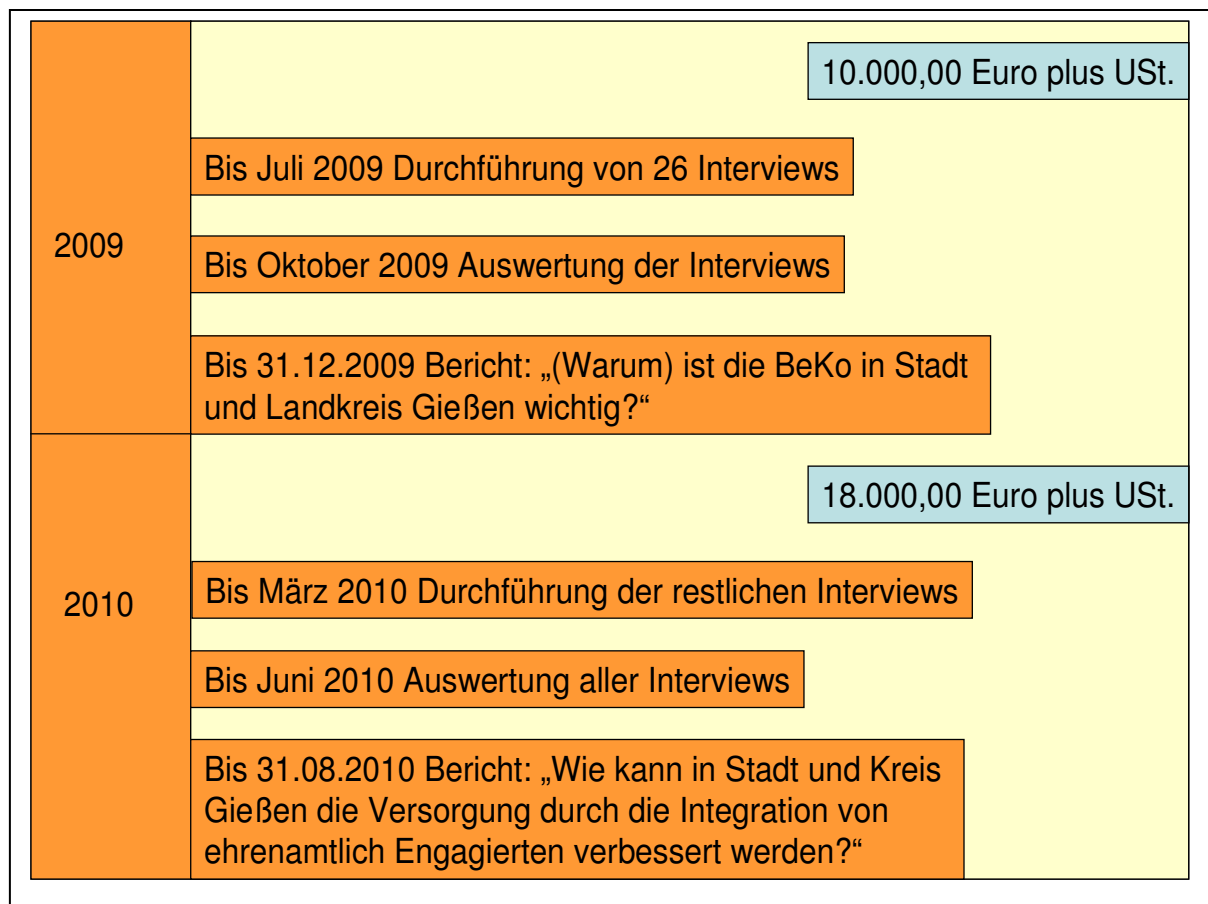 10.000,00 Euro plus USt.
Bis Juli 2009 Durchführung von 26 Interviews
2009
Bis Oktober 2009 Auswertung der Interviews
Bis 31.12.2009 Bericht: „(Warum) ist die BeKo in Stadt
und Landkreis Gießen wichtig?“
18.000,00 Euro plus USt.
Bis März 2010 Durchführung der restlichen Interviews
2010
Bis Juni 2010 Auswertung aller Interviews
Bis 31.08.2010 Bericht: „Wie kann in Stadt und Kreis
Gießen die Versorgung durch die Integration von
ehrenamtlich Engagierten verbessert werden?“